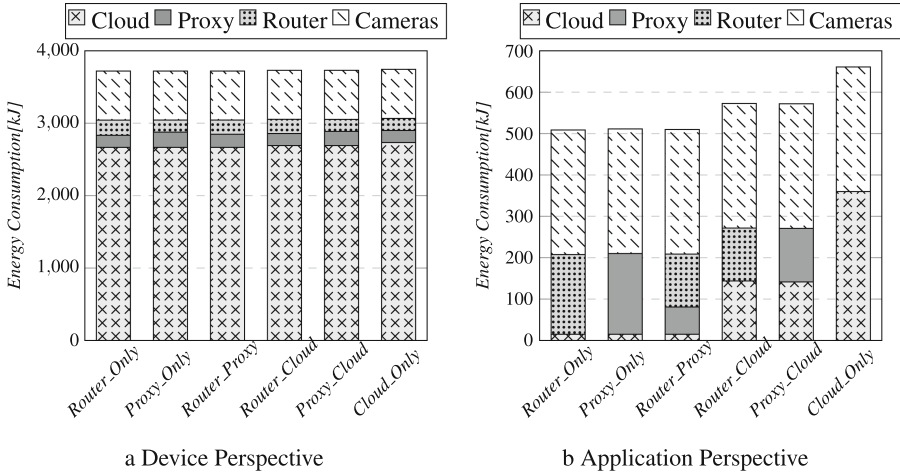 Cloud Proxy Router Cameras
4,000
3,000
2,000
1,000
0
Energy Consumption[kJ]
Router_Only
Proxy_Only
Router_Proxy
Router_Cloud
Proxy_Cloud
Cloud_Only
a Device Perspective
Cloud Proxy Router Cameras
700
600
500
400
300
200
100
0
Energy Consumption[kJ]
Router_Only
Proxy_Only
Router_Proxy
Router_Cloud
Proxy_Cloud
Cloud_Only
b Application Perspective